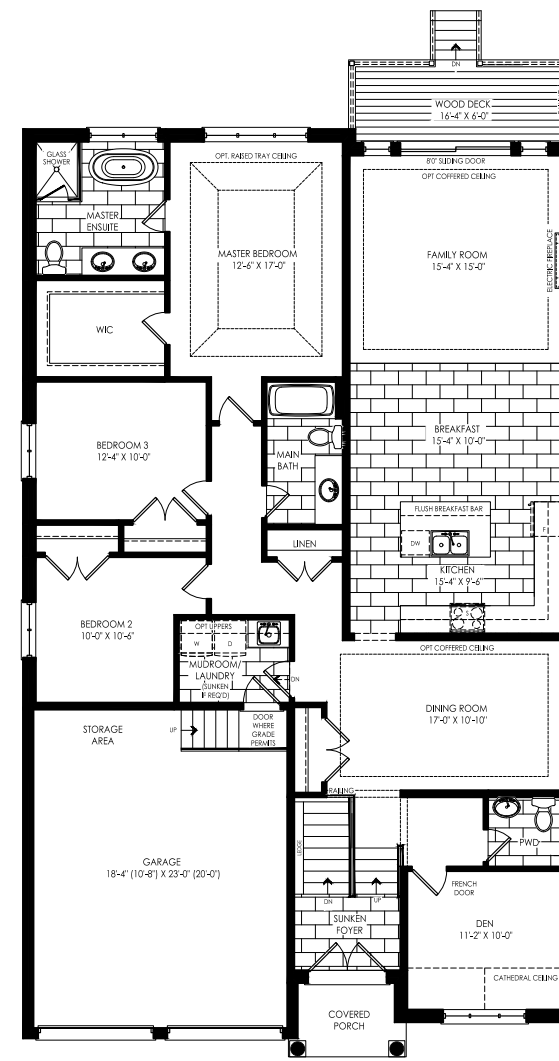 DN
WOOD DECK
16'-4" X 6'-0"
8'0" SLIDING DOOR
OPT COFFERED CEILING
GLASS
SHOWER
OPT. RAISED TRAY CEILING
MASTER
ENSUITE
MASTER BEDROOM
12'-6" X 17'-0"
FAMILY ROOM
15'-4" X 15'-0"
ELECTRIC FIREPLACE
WIC
BEDROOM 3
12'-4" X 10'-0"
MAIN
BATH
BREAKFAST
15'-4" X 10'-0"
FLUSH BREAKFAST BAR
DW
F
LINEN
KITCHEN
15'-4" X 9'-6"
BEDROOM 2
10'-0" X 10'-6"
OPT UPPERS
W
D
MUDROOM/
LAUNDRY
(SUNKEN
IF REQ'D)
DN
OPT COFFERED CEILING
DINING ROOM
17'-0" X 10'-10"
STORAGE
AREA
UP
DOOR
WHERE
GRADE
PERMITS
RAILING
LEDGE
PWD
GARAGE
18'-4" (10'-8") X 23'-0" (20'-0")
DN
UP
FRENCH
DOOR
SUNKEN
FOYER
DEN
11'-2" X 10'-0"
CATHEDRAL CEILING
COVERED
PORCH